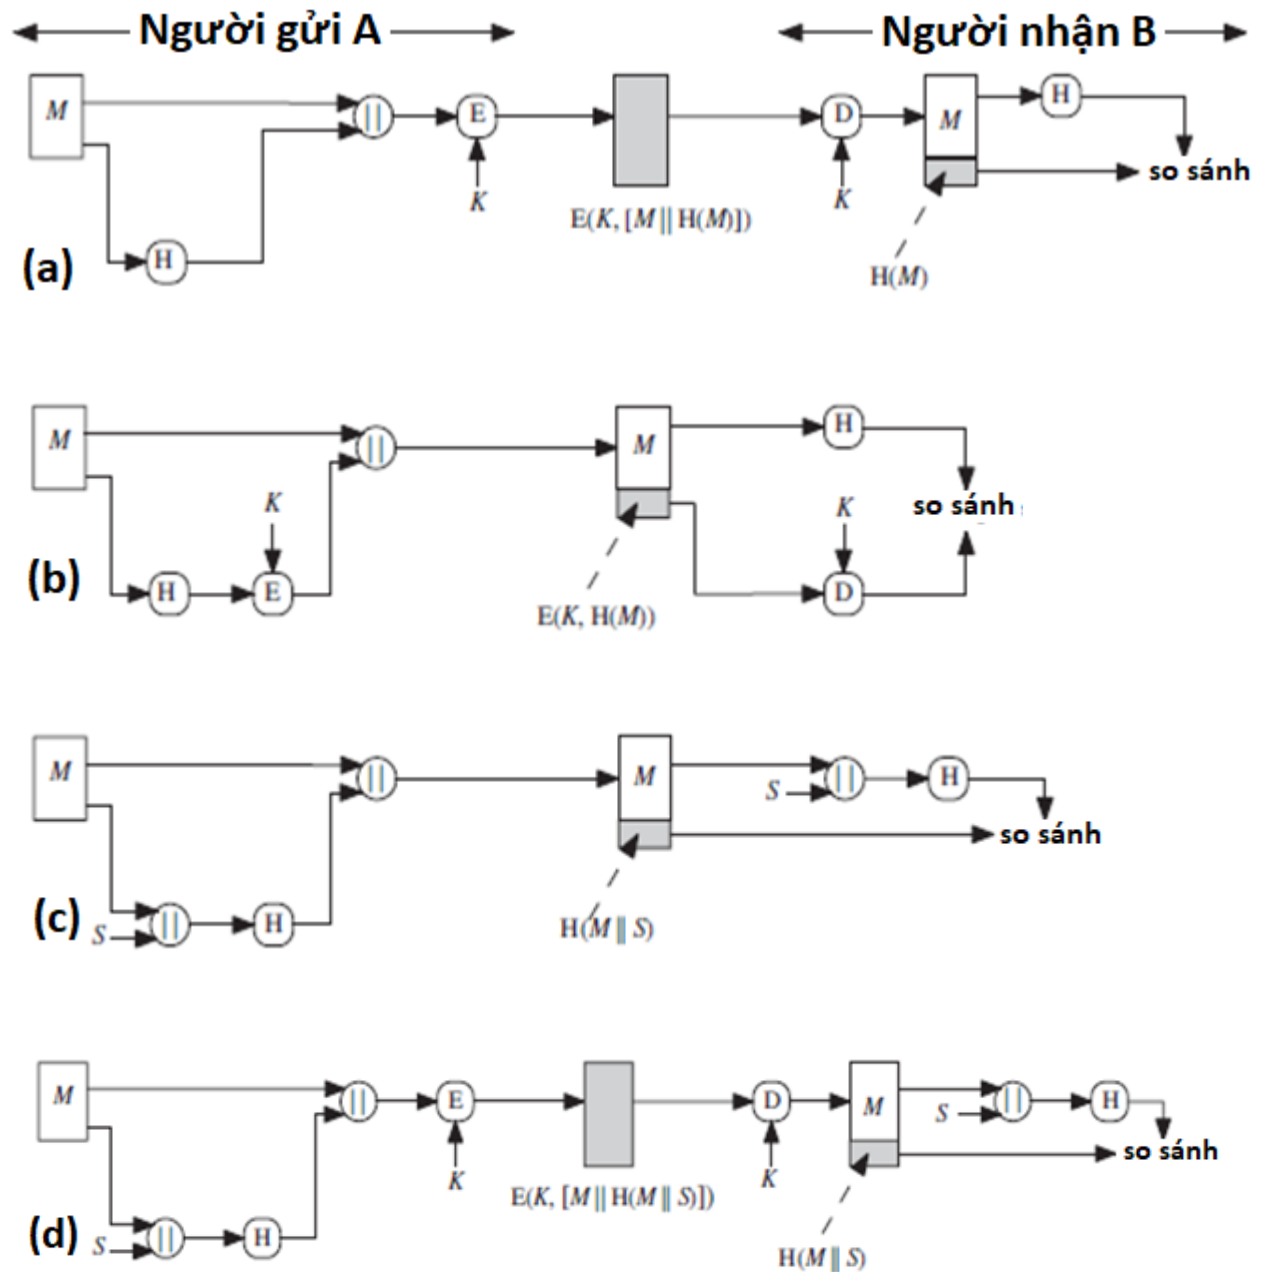 Người gửi A
Người nhận B
M
||
E
K
E(K, [M || H(M)])
D
K
M
H
so sánh
H(M)
H
(a)
M
||
K
H
E
M
E(K, H(M))
H
so sánh
K
D
(b)
M
||
S
||
H
M
H(M || S)
S
||
H
so sánh
(c)
M
||
E
K
S
||
H
E(K, [M || H(M || S)])
D
K
M
S
||
H
so sánh
H(M || S)
(d)